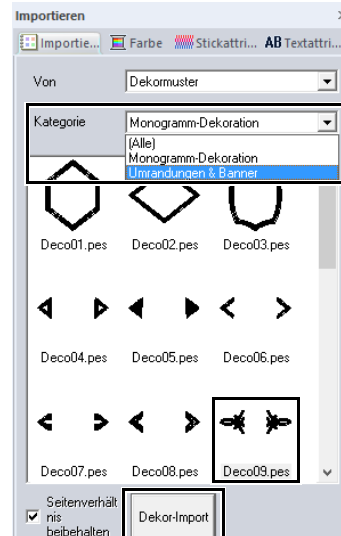 Importieren
Importie... Farbe Stickattri... AB Textattri...
Von Dekormuster
Kategorie Monogramm-Dekoration
(Alle)
Monogramm-Dekoration
Umrandungen & Banner
Deco01.pes Deco02.pes Deco03.pes
Deco04.pes Deco05.pes Deco06.pes
Deco07.pes Deco08.pes Deco09.pes
Seitenverhält
nis
beibehalten
Dekor-Import